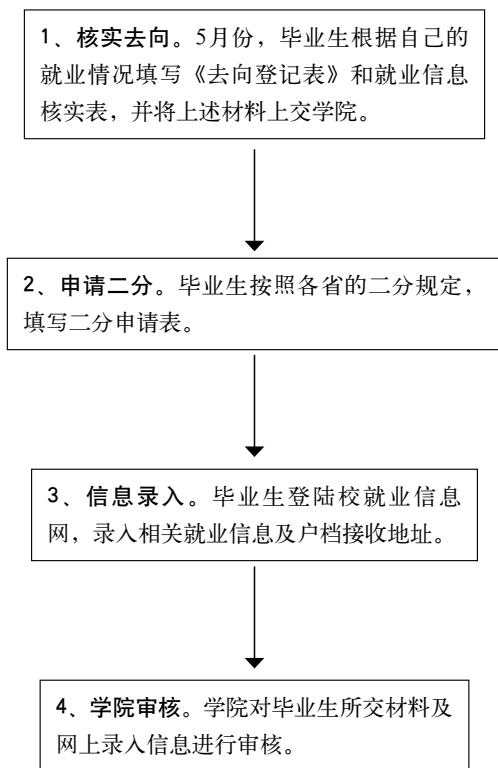 1、核实去向。5月份，毕业生根据自己的
就业情况填写《去向登记表》和就业信息
核实表，并将上述材料上交学院。
2、申请二分。毕业生按照各省的二分规定，
填写二分申请表。
3、信息录入。毕业生登陆校就业信息
网，录入相关就业信息及户档接收地址。
4、学院审核。学院对毕业生所交材料及
网上录入信息进行审核。